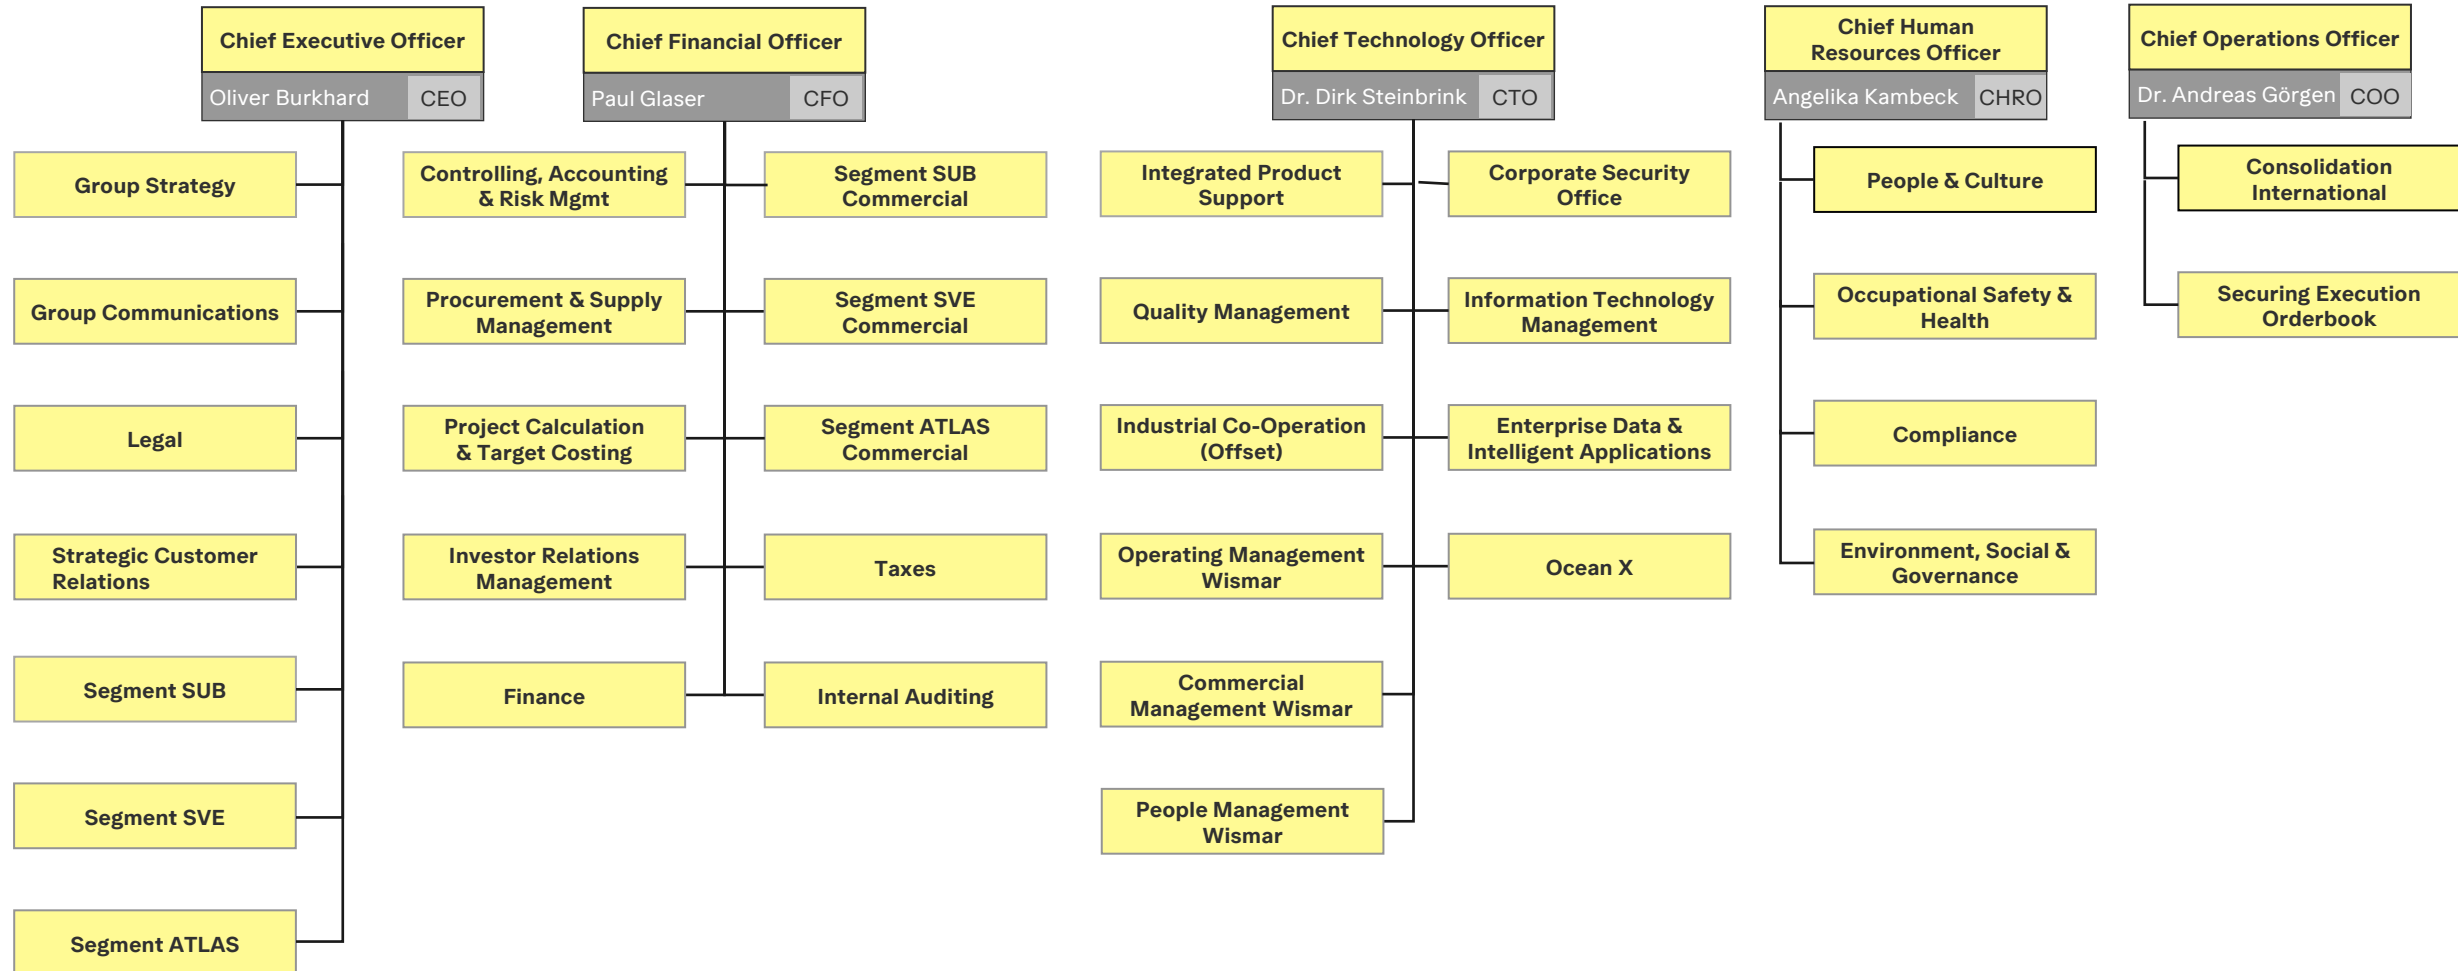 Chief Executive Officer
Oliver Burkhard
CEO
Group Strategy
Group Communications
Legal
Strategic Customer
Relations
Segment SUB
Segment SVE
Segment ATLAS
Chief Financial Officer
Paul Glaser
CFO
Controlling, Accounting
& Risk Mgmt
Segment SUB
Commercial
Procurement & Supply
Management
Segment SVE
Commercial
Project Calculation
& Target Costing
Segment ATLAS
Commercial
Investor Relations
Management
Taxes
Finance
Internal Auditing
Chief Technology Officer
Dr. Dirk Steinbrink
CTO
Integrated Product
Support
Corporate Security
Office
Quality Management
Information Technology
Management
Industrial Co-Operation
(Offset)
Enterprise Data &
Intelligent Applications
Operating Management
Wismar
Ocean X
Commercial
Management Wismar
People Management
Wismar
Chief Human
Resources Officer
Angelika Kambeck
CHRO
People & Culture
Occupational Safety &
Health
Compliance
Environment, Social &
Governance
Chief Operations Officer
Dr. Andreas Görgen
COO
Consolidation
International
Securing Execution
Orderbook